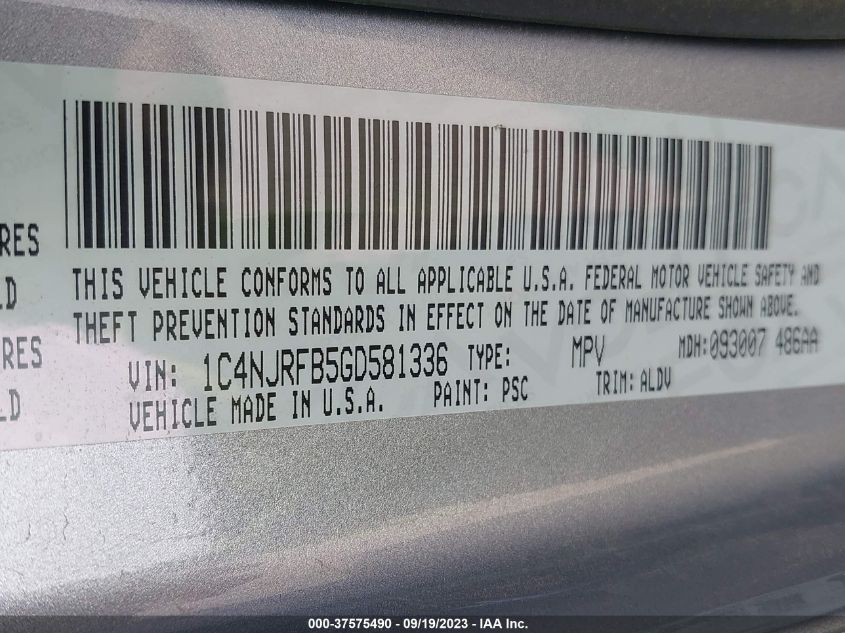 THIS VEHICLE CONFORMS TO ALL APPLICABLE U.S.A. FEDERAL MOTOR VEHICLE SAFETY AND
THEFT PREVENTION STANDARDS IN EFFECT ON THE DATE OF MANUFACTURE SHOWN ABOVE.
VIN: 1C4NJRFB5GD581336 TYPE: MPV MDH: 093007 486AA
VEHICLE MADE IN U.S.A. PAINT: PSC TRIM: ALDV
RES
LD
RES
LD
000-37575490 - 09/19/2023 - IAA Inc.